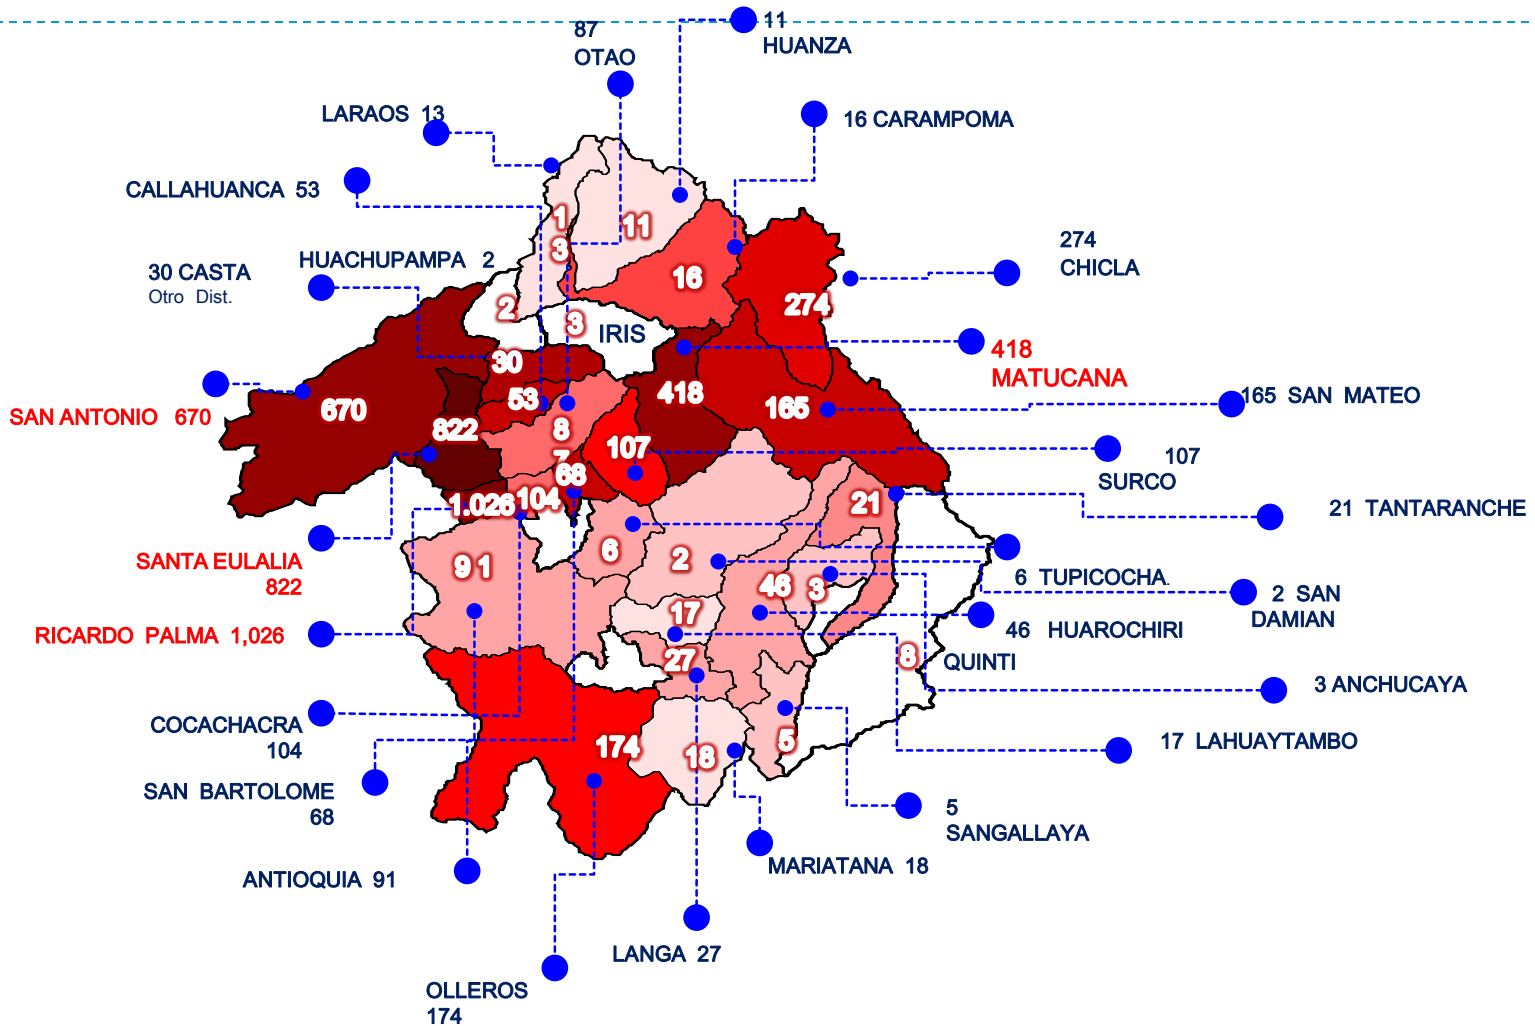 11
HUANZA
87
OTAO
LARAOS 13
16 CARAMPOMA
CALLAHUANCA 53
1
3
11
274
CHICLA
HUACHUPAMPA 2
30 CASTA
Otro Dist.
16
274
2
3
IRIS
418
MATUCANA
30
53
418
165
165 SAN MATEO
SAN ANTONIO 670
670
822
8
7
107
107
SURCO
68
1.026
104
21
21 TANTARANCHE
SANTA EULALIA
822
9 1
6
2
46
3
6 TUPICOCHA
2 SAN
DAMIAN
RICARDO PALMA 1,026
17
46 HUAROCHIRI
27
8
QUINTI
3 ANCHUCAYA
COCACHACRA
104
174
18
5
17 LAHUAYTAMBO
SAN BARTOLOME
68
5
SANGALLAYA
MARIATANA 18
ANTIOQUIA 91
LANGA 27
OLLEROS
174